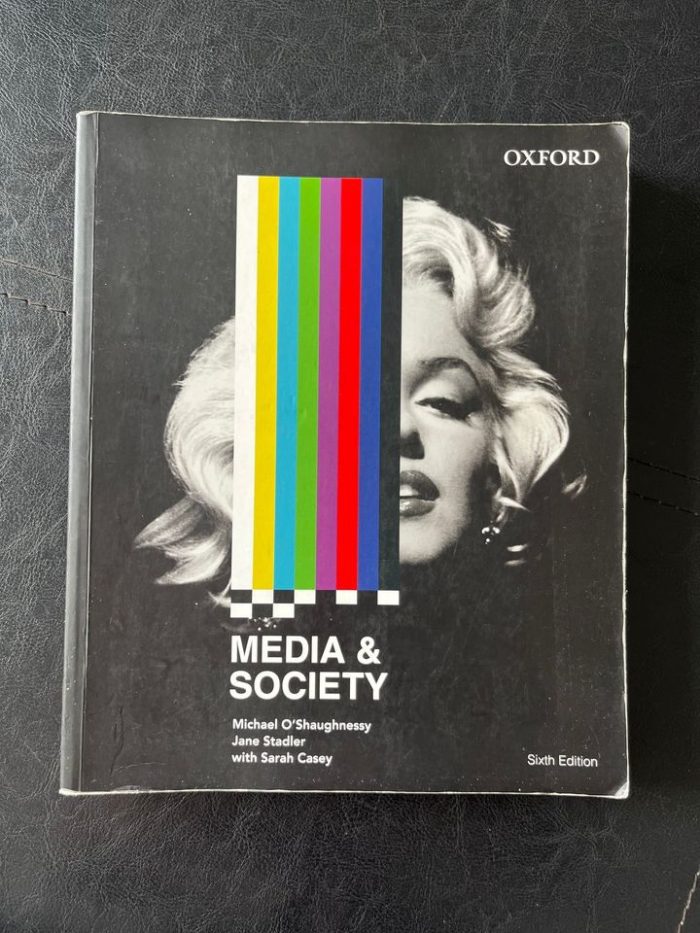 OXFORD
MEDIA &
SOCIETY
Michael O'Shaughnessy
Jane Stadler
with Sarah Casey
Sixth Edition